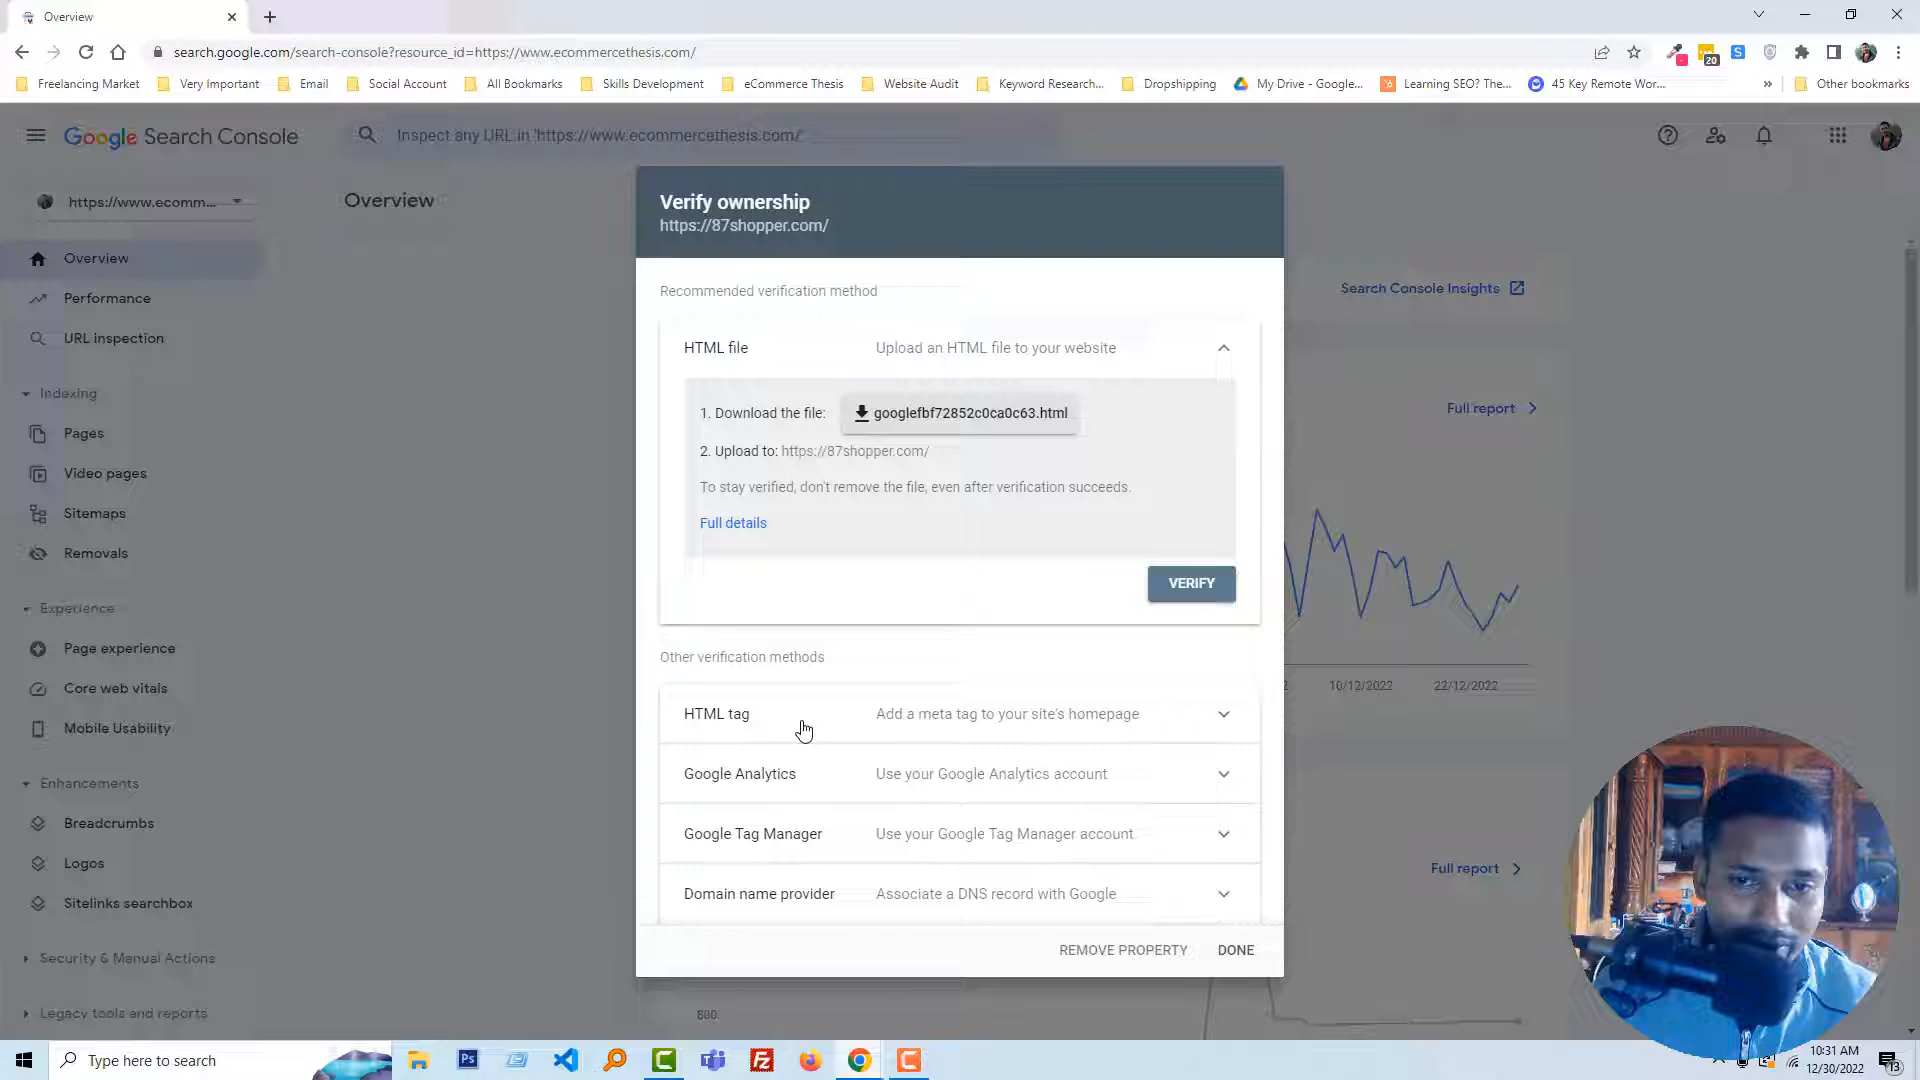 Overview
search.google.com/search-console?resource_id=https://www.ecommercethesis.com/
20
Freelancing Market
Very Important
Email
Social Account
All Bookmarks
Skills Development
eCommerce Thesis
Website Audit
Keyword Research...
Dropshipping
My Drive - Google...
Learning SEO? The...
45 Key Remote Wor...
»
Other bookmarks
Google Search Console
Inspect any URL in 'https://www.ecommercethesis.com/'
https://www.ecomm...
Overview
Overview
Performance
URL inspection
Indexing
Pages
Video pages
Sitemaps
Removals
Experience
Page experience
Core web vitals
Mobile Usability
Enhancements
Breadcrumbs
Logos
Sitelinks searchbox
Security & Manual Actions
Legacy tools and reports
Search Console Insights
Full report
10/12/2022
22/12/2022
Full report
800
Verify ownership
https://87shopper.com/
Recommended verification method
HTML file
Upload an HTML file to your website
1. Download the file: googlefbf72852c0ca0c63.html
2. Upload to: https://87shopper.com/
To stay verified, don't remove the file, even after verification succeeds.
Full details
VERIFY
Other verification methods
HTML tag
Add a meta tag to your site's homepage
Google Analytics
Use your Google Analytics account
Google Tag Manager
Use your Google Tag Manager account
Domain name provider
Associate a DNS record with Google
REMOVE PROPERTY
DONE
Type here to search
Ps
10:31 AM
12/30/2022
13